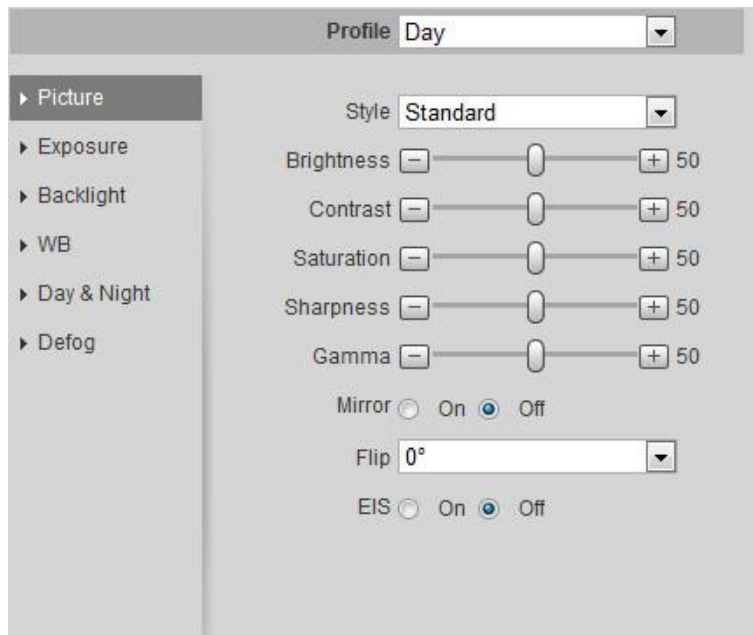 Profile Day
Picture
Exposure
Backlight
WB
Day & Night
Defog
Style Standard
Brightness 50
Contrast 50
Saturation 50
Sharpness 50
Gamma 50
Mirror On Off
Flip 0°
EIS On Off